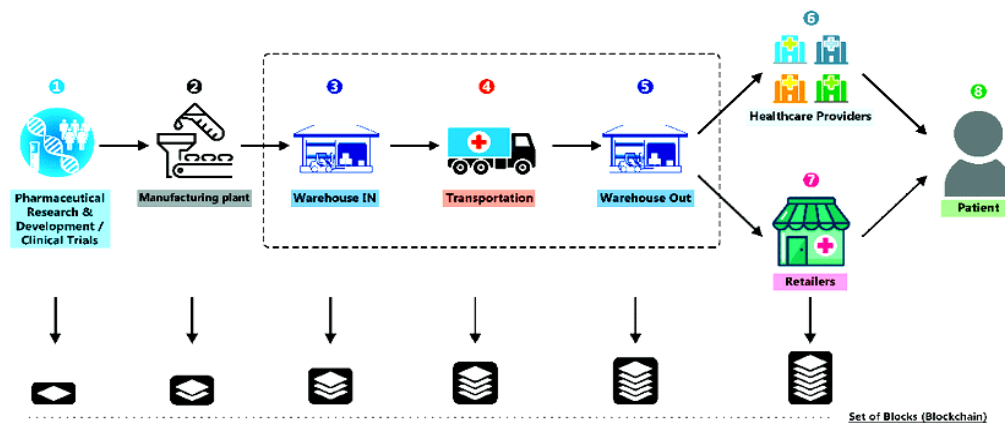 1
2
3
4
5
6
7
8
Pharmaceutical
Research &
Development /
Clinical Trials
Manufacturing plant
Warehouse IN
Transportation
Warehouse Out
Healthcare Providers
Retailers
Patient
Set of Blocks (Blockchain)